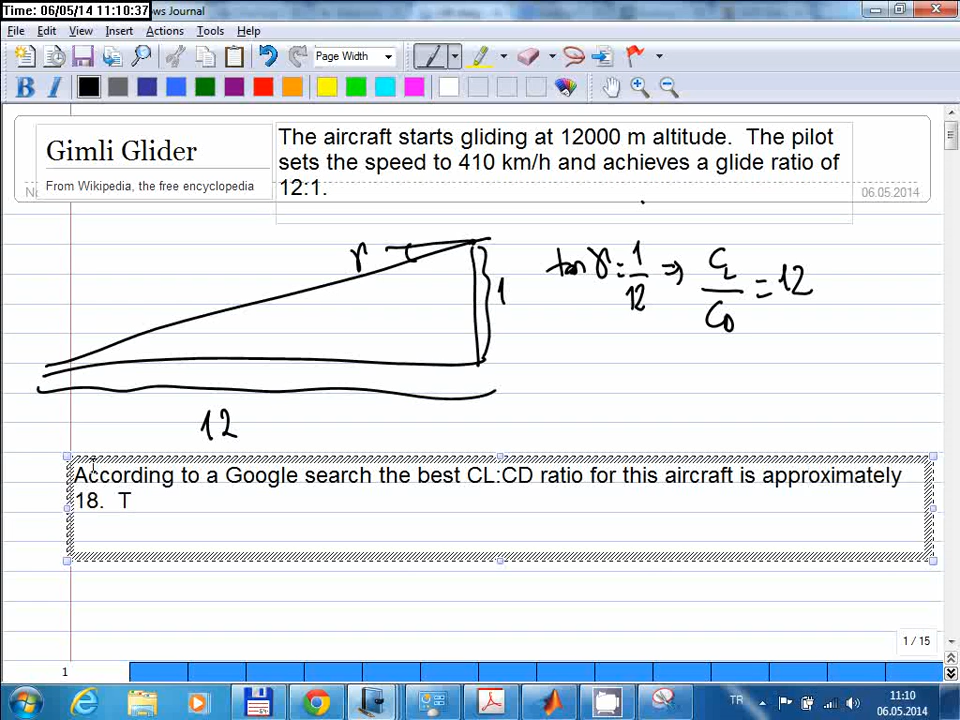 Time: 06/05/14 11:10:37
ws Journal
File Edit View Insert Actions Tools Help
Page Width
B I
Gimli Glider
From Wikipedia, the free encyclopedia
The aircraft starts gliding at 12000 m altitude. The pilot
sets the speed to 410 km/h and achieves a glide ratio of
12:1.
06.05.2014
γ
1
12
tan γ = 1/12 ⇒ CL/CD = 12
According to a Google search the best CL:CD ratio for this aircraft is approximately
18. T
1 / 15
1
TR
11:10
06.05.2014